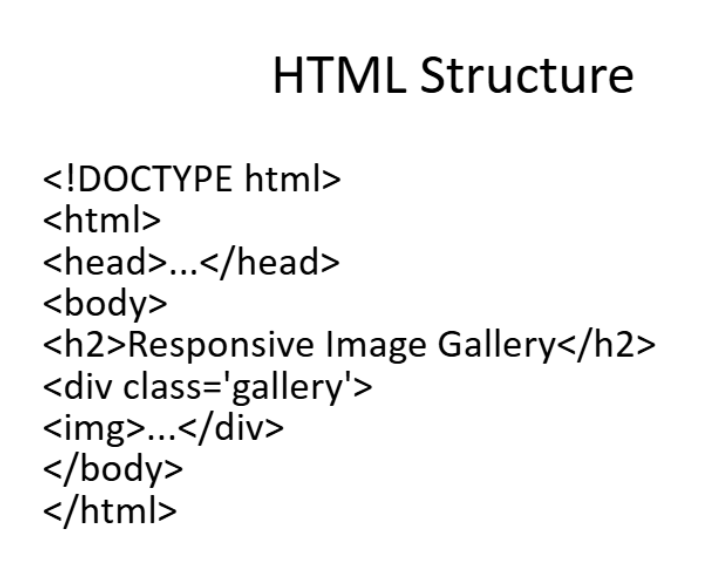 HTML Structure
<!DOCTYPE html>
<html>
<head>...</head>
<body>
<h2>Responsive Image Gallery</h2>
<div class='gallery'>
<img>...</div>
</body>
</html>